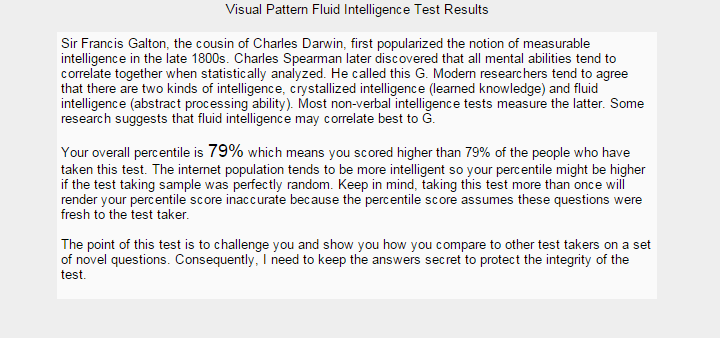 Visual Pattern Fluid Intelligence Test Results
Sir Francis Galton, the cousin of Charles Darwin, first popularized the notion of measurable
intelligence in the late 1800s. Charles Spearman later discovered that all mental abilities tend to
correlate together when statistically analyzed. He called this G. Modern researchers tend to agree
that there are two kinds of intelligence, crystallized intelligence (learned knowledge) and fluid
intelligence (abstract processing ability). Most non-verbal intelligence tests measure the latter. Some
research suggests that fluid intelligence may correlate best to G.
Your overall percentile is 79% which means you scored higher than 79% of the people who have
taken this test. The internet population tends to be more intelligent so your percentile might be higher
if the test taking sample was perfectly random. Keep in mind, taking this test more than once will
render your percentile score inaccurate because the percentile score assumes these questions were
fresh to the test taker.
The point of this test is to challenge you and show you how you compare to other test takers on a set
of novel questions. Consequently, I need to keep the answers secret to protect the integrity of the
test.